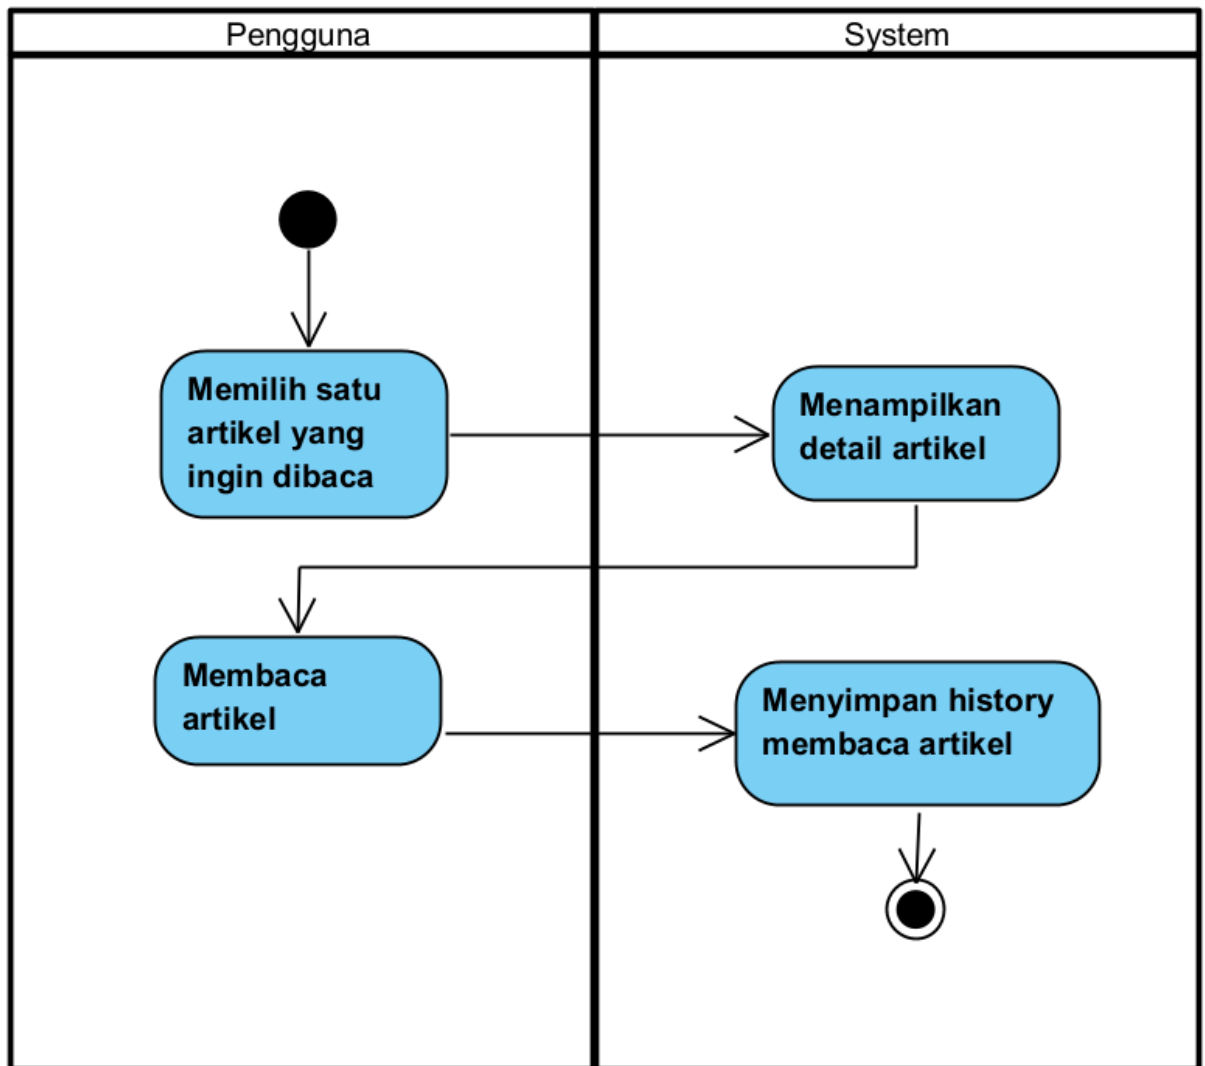 Pengguna
System
Memilih satu
artikel yang
ingin dibaca
Menampilkan
detail artikel
Membaca
artikel
Menyimpan history
membaca artikel